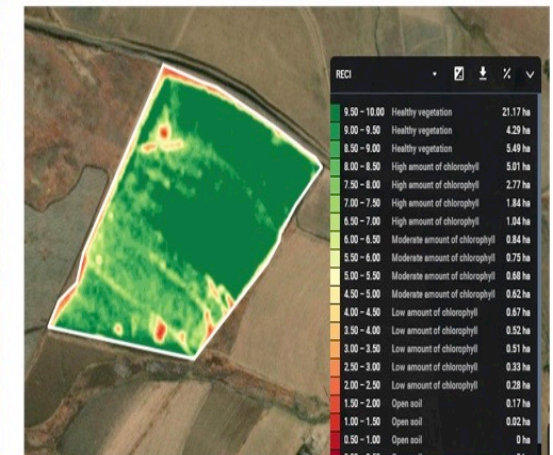 RECI
9.50 – 10.00 Healthy vegetation 21.17 ha
9.00 – 9.50 Healthy vegetation 4.29 ha
8.50 – 9.00 Healthy vegetation 5.49 ha
8.00 – 8.50 High amount of chlorophyll 5.01 ha
7.50 – 8.00 High amount of chlorophyll 2.77 ha
7.00 – 7.50 High amount of chlorophyll 1.84 ha
6.50 – 7.00 High amount of chlorophyll 1.04 ha
6.00 – 6.50 Moderate amount of chlorophyll 0.84 ha
5.50 – 6.00 Moderate amount of chlorophyll 0.75 ha
5.00 – 5.50 Moderate amount of chlorophyll 0.68 ha
4.50 – 5.00 Moderate amount of chlorophyll 0.62 ha
4.00 – 4.50 Low amount of chlorophyll 0.67 ha
3.50 – 4.00 Low amount of chlorophyll 0.52 ha
3.00 – 3.50 Low amount of chlorophyll 0.51 ha
2.50 – 3.00 Low amount of chlorophyll 0.33 ha
2.00 – 2.50 Low amount of chlorophyll 0.28 ha
1.50 – 2.00 Open soil 0.17 ha
1.00 – 1.50 Open soil 0.02 ha
0.50 – 1.00 Open soil 0 ha